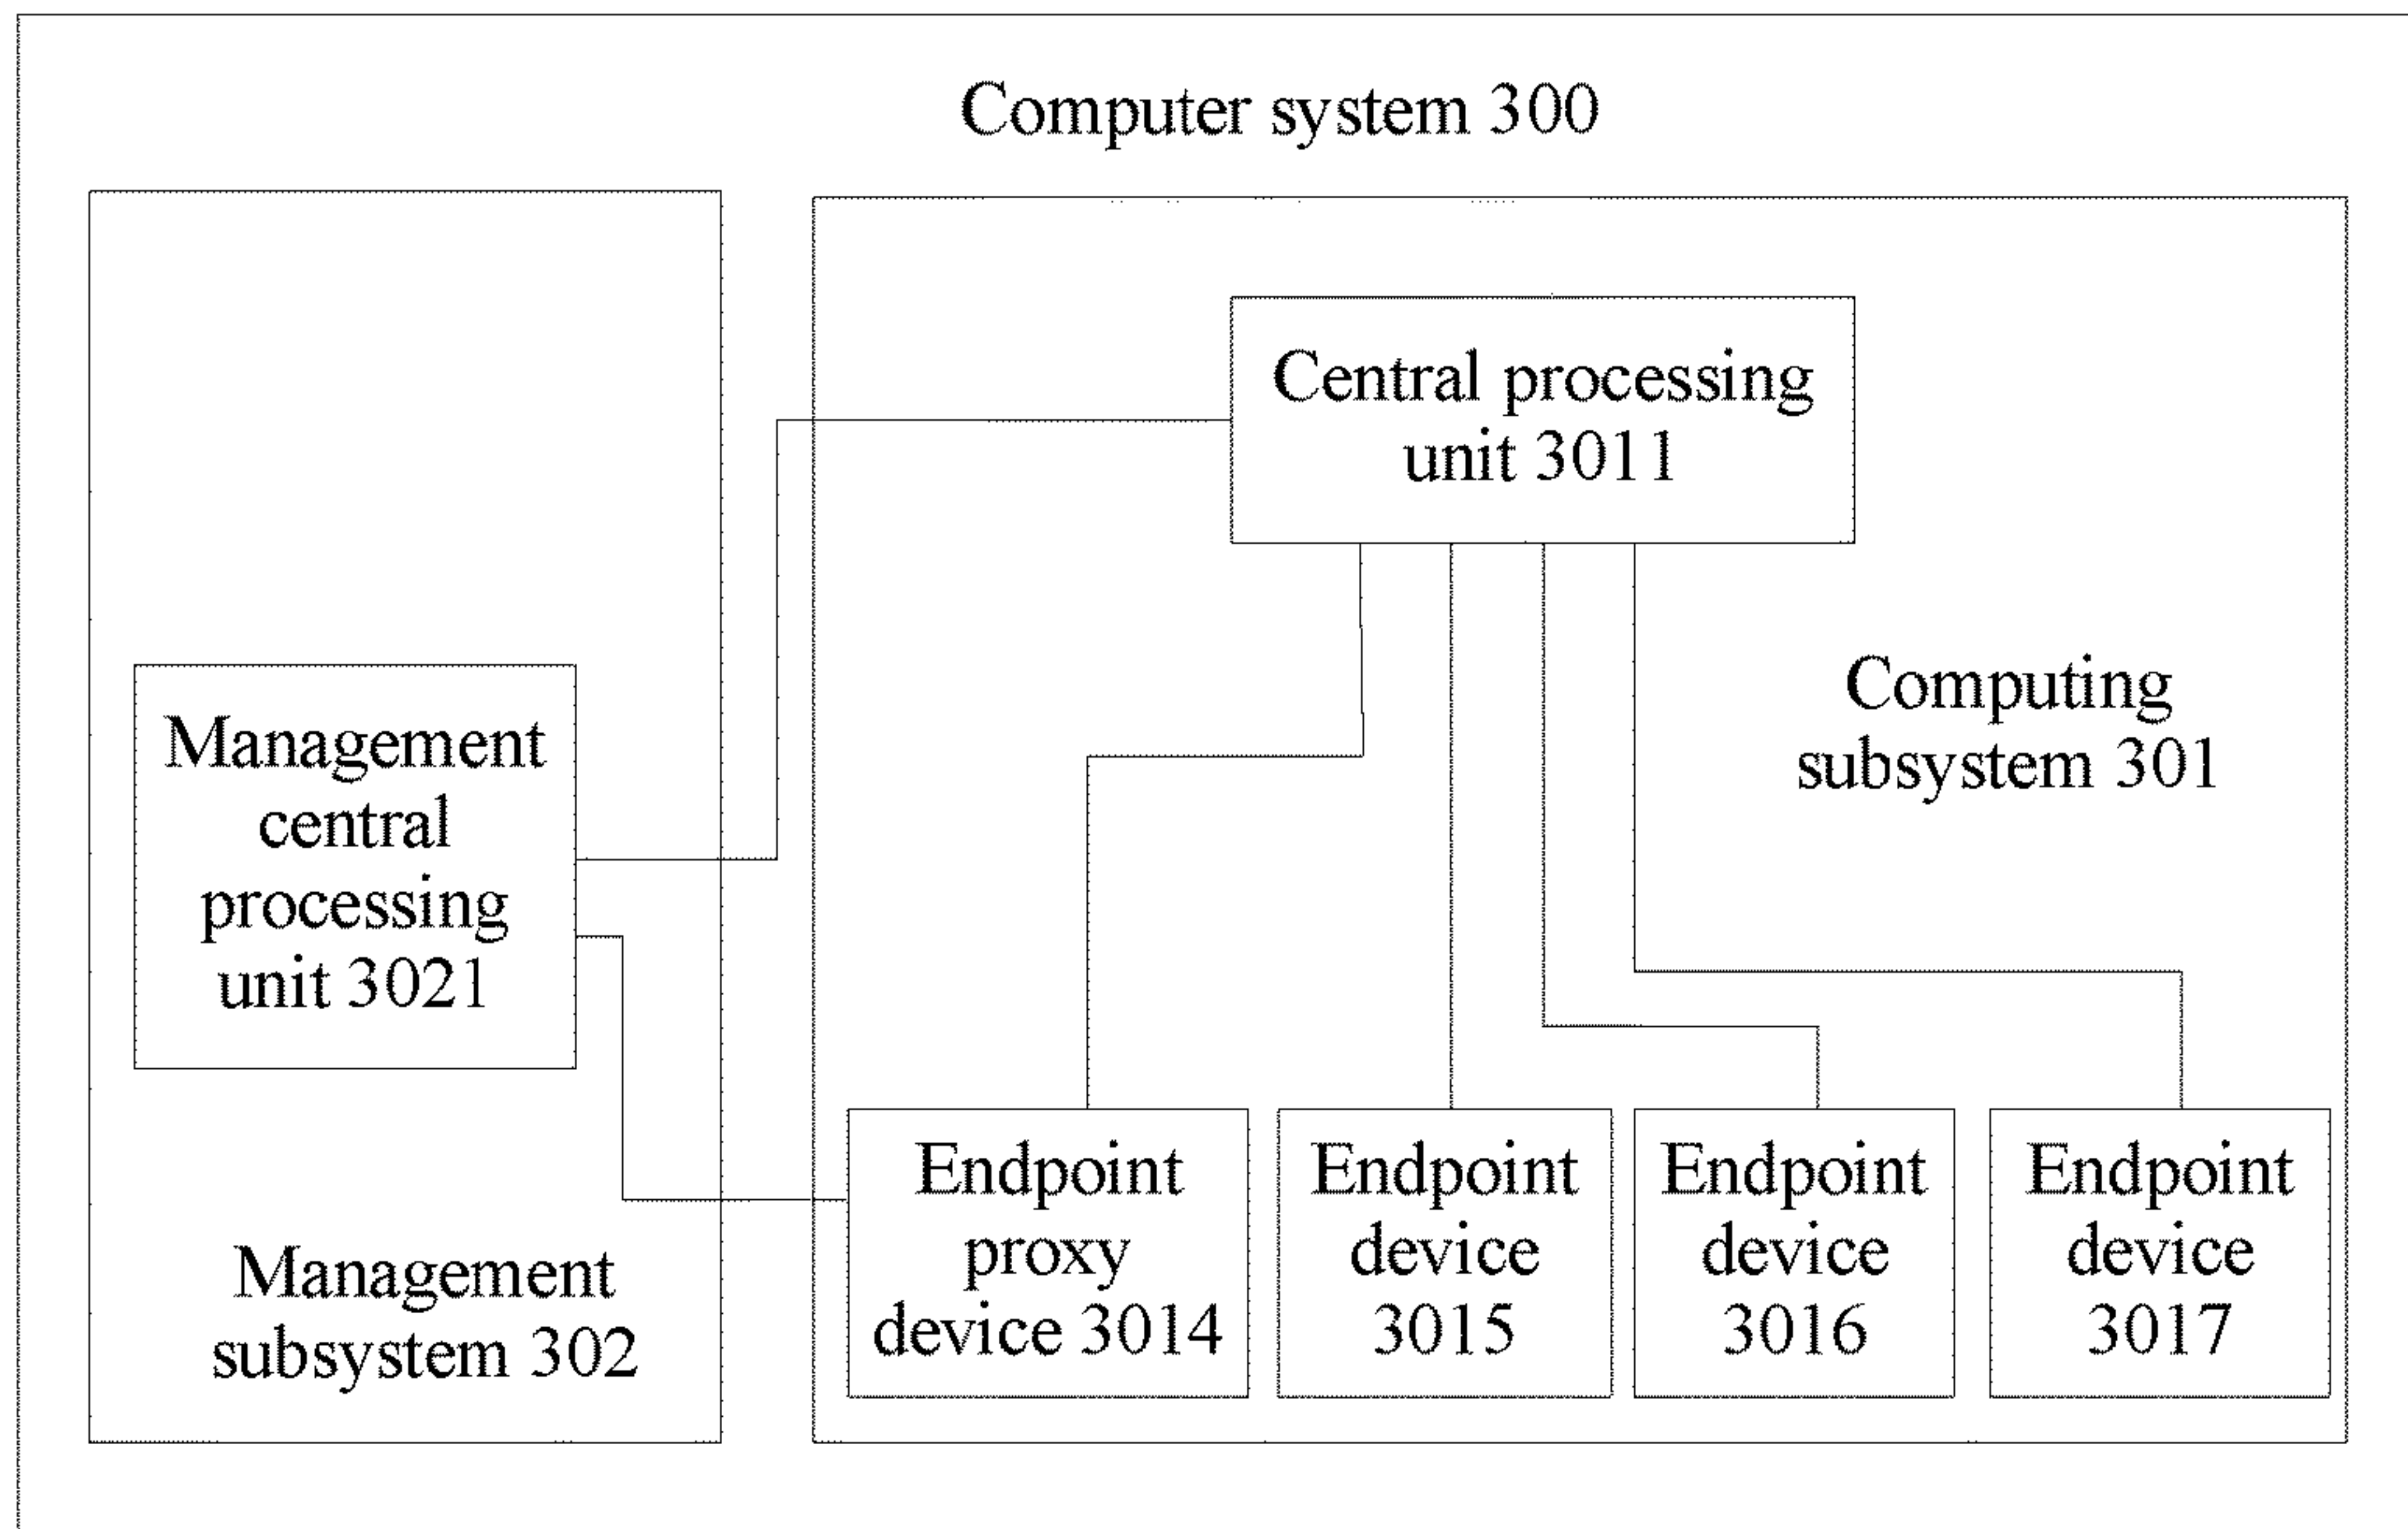 Computer system 300
Central processing
unit 3011
Computing
subsystem 301
Management
central
processing
unit 3021
Management
subsystem 302
Endpoint
proxy
device 3014
Endpoint
device
3015
Endpoint
device
3016
Endpoint
device
3017